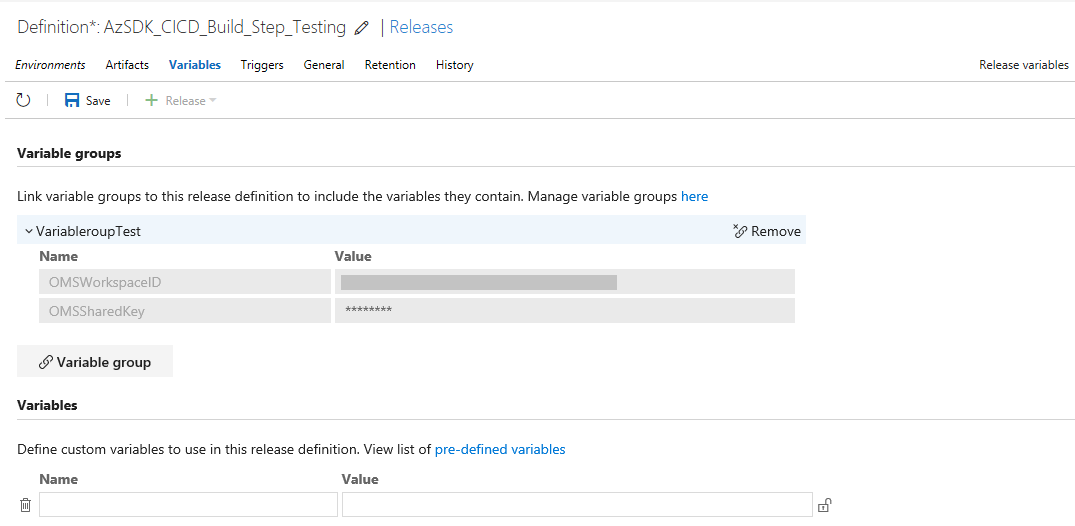 Definition*: AzSDK_CICD_Build_Step_Testing | Releases
Environments Artifacts Variables Triggers General Retention History Release variables
Save Release
Variable groups
Link variable groups to this release definition to include the variables they contain. Manage variable groups here
VariableroupTest Remove
Name Value
OMSWorkspaceID
OMSSharedKey ********
Variable group
Variables
Define custom variables to use in this release definition. View list of pre-defined variables
Name Value